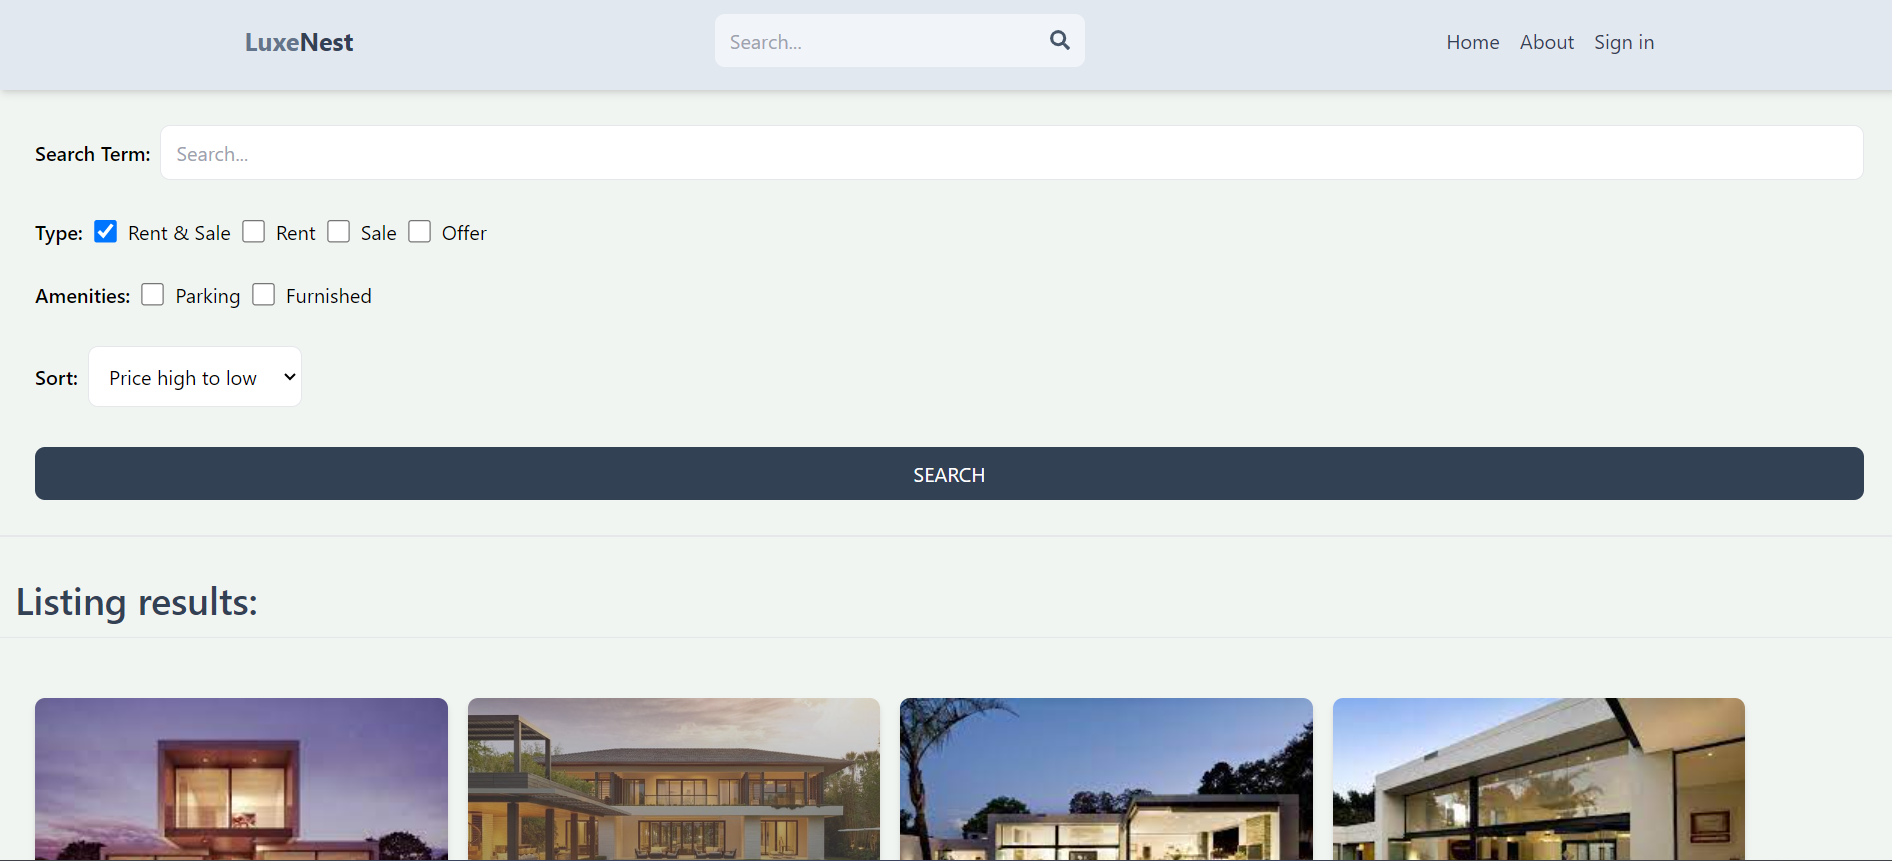 LuxeNest
Search...
Home About Sign in
Search Term: Search...
Type: Rent & Sale Rent Sale Offer
Amenities: Parking Furnished
Sort: Price high to low
SEARCH
Listing results: